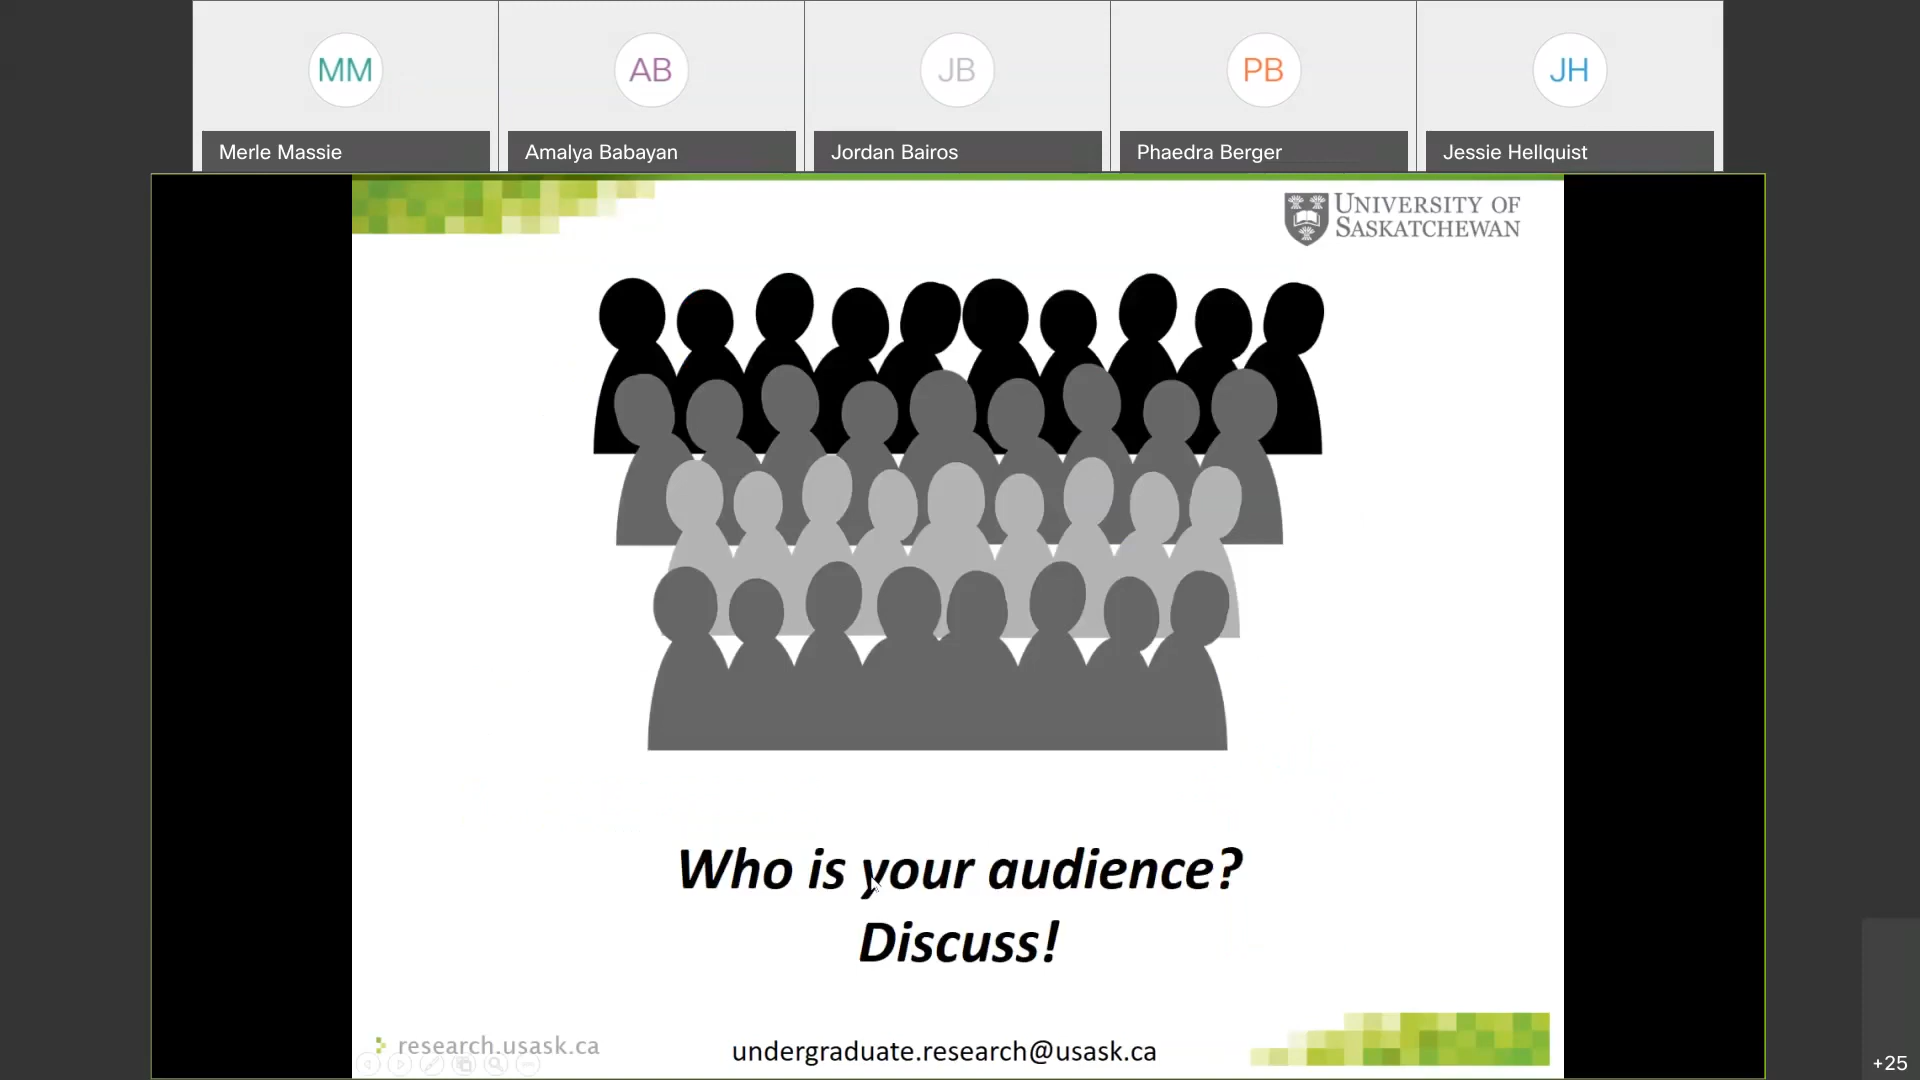 MM
AB
JB
PB
JH
Merle Massie
Amalya Babayan
Jordan Bairos
Phaedra Berger
Jessie Hellquist
UNIVERSITY OF
SASKATCHEWAN
Who is your audience?
Discuss!
research.usask.ca
undergraduate.research@usask.ca
+25